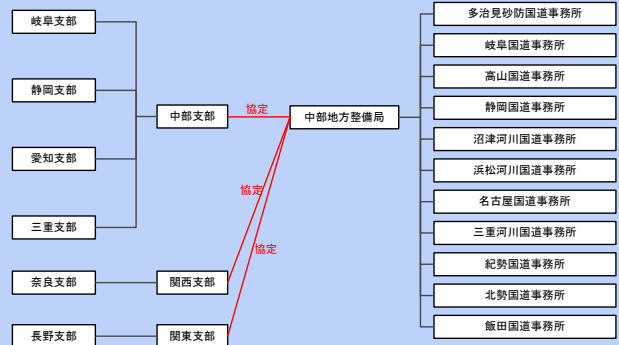 岐阜支部
静岡支部
愛知支部
三重支部
奈良支部
長野支部
中部支部
関西支部
関東支部
協定
協定
協定
中部地方整備局
多治見砂防国道事務所
岐阜国道事務所
高山国道事務所
静岡国道事務所
沼津河川国道事務所
浜松河川国道事務所
名古屋国道事務所
三重河川国道事務所
紀勢国道事務所
北勢国道事務所
飯田国道事務所